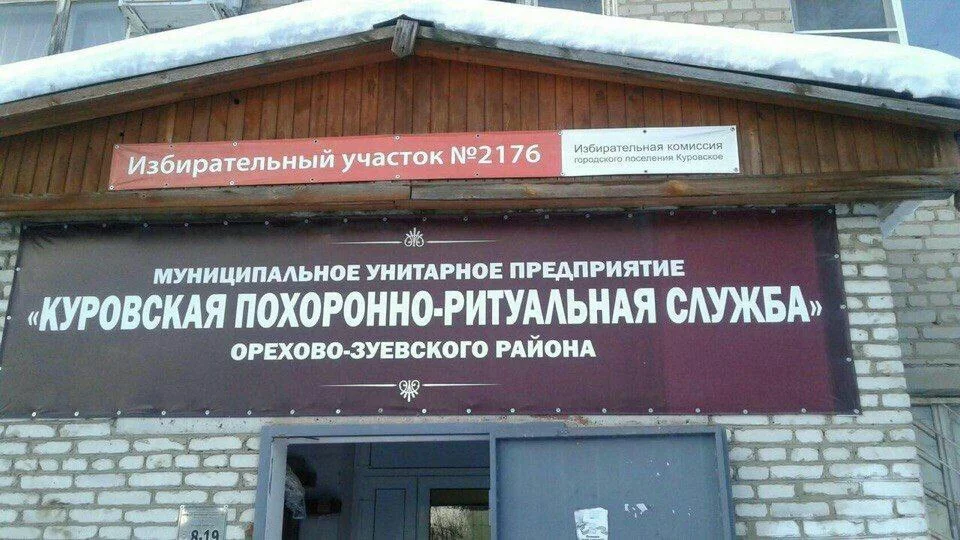 Избирательный участок №2176
Избирательная комиссия
городского поселения Куровское
МУНИЦИПАЛЬНОЕ УНИТАРНОЕ ПРЕДПРИЯТИЕ
«КУРОВСКАЯ ПОХОРОННО-РИТУАЛЬНАЯ СЛУЖБА»
ОРЕХОВО-ЗУЕВСКОГО РАЙОНА
8-19